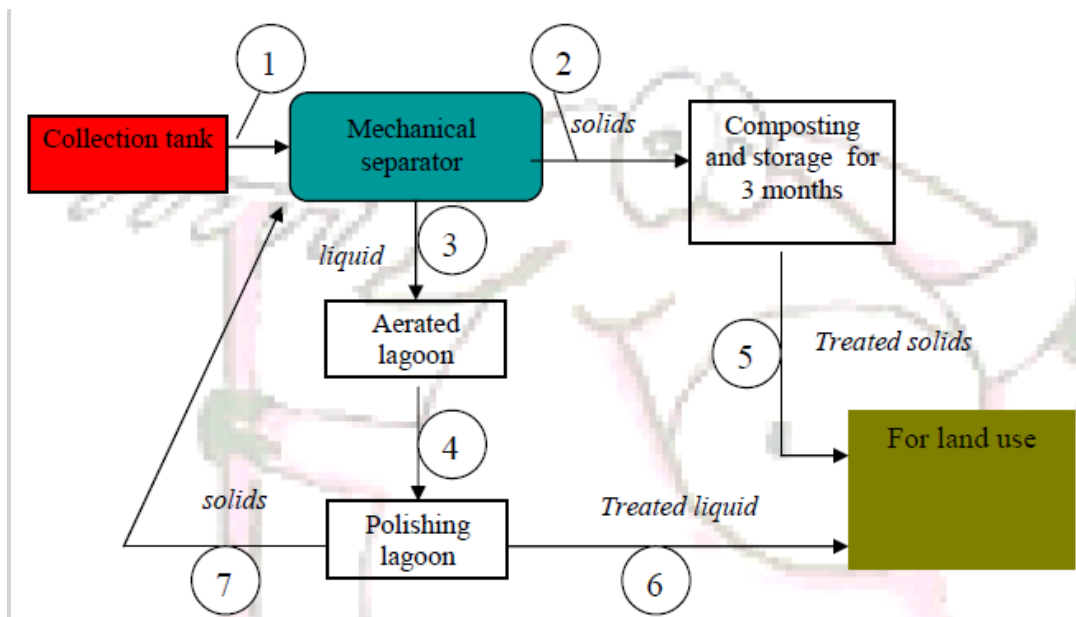 1
2
Collection tank
Mechanical
separator
solids
Composting
and storage for
3 months
liquid
3
Aerated
lagoon
5
Treated solids
4
For land use
solids
Polishing
lagoon
Treated liquid
7
6